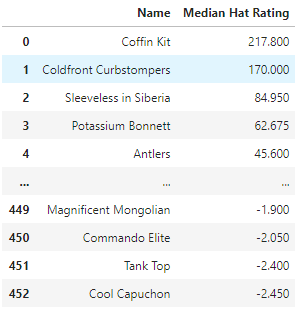 Name Median Hat Rating
0 Coffin Kit 217.800
1 Coldfront Curbstompers 170.000
2 Sleeveless in Siberia 84.950
3 Potassium Bonnett 62.675
4 Antlers 45.600
... ... ...
449 Magnificent Mongolian -1.900
450 Commando Elite -2.050
451 Tank Top -2.400
452 Cool Capuchon -2.450